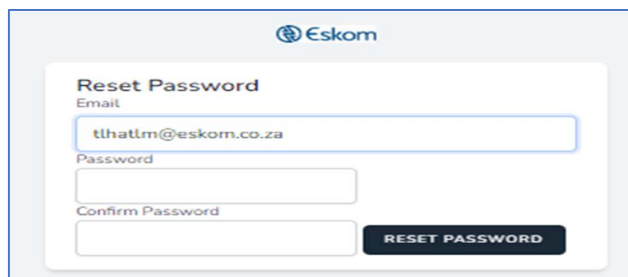 Eskom
Reset Password
Email
tlhatlm@eskom.co.za
Password
Confirm Password
RESET PASSWORD